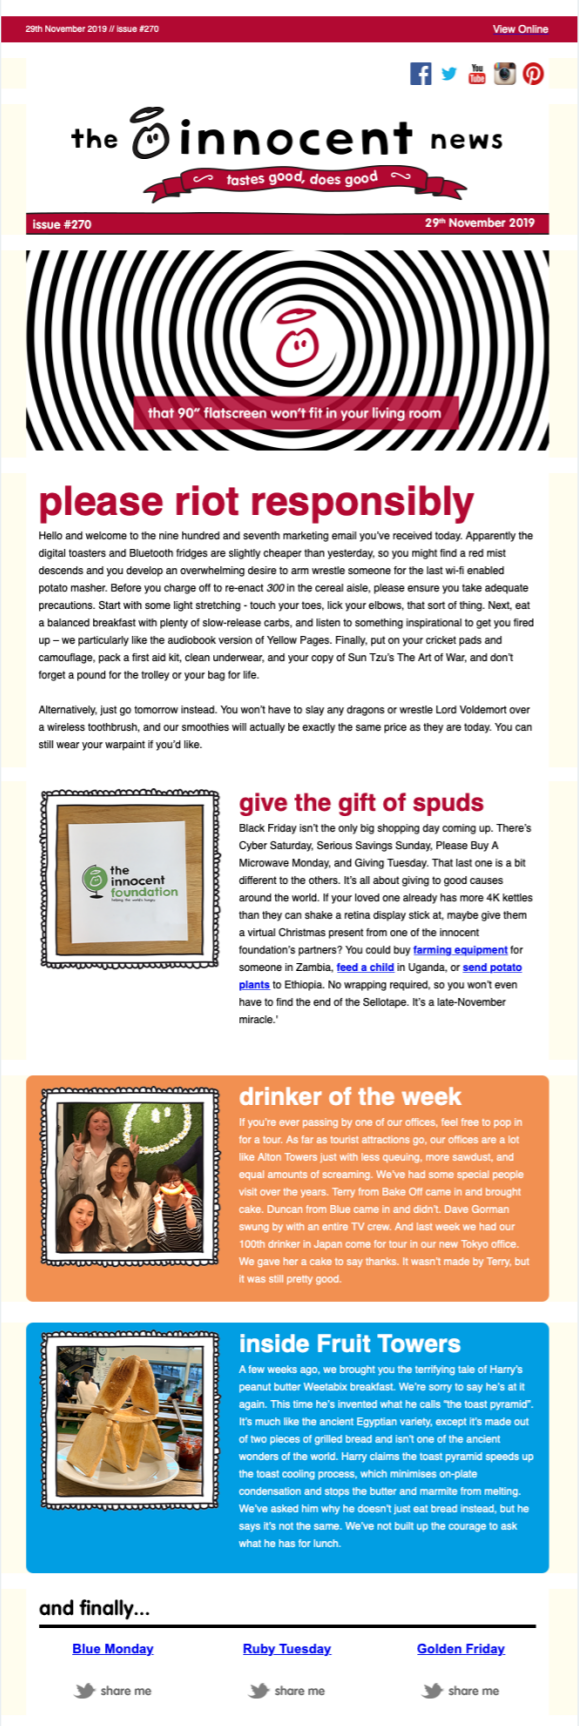 29th November 2019 // issue #270
View Online
You
Tube
the innocent news
tastes good, does good
issue #270
29th November 2019
that 90” flatscreen won’t fit in your living room
please riot responsibly
Hello and welcome to the nine hundred and seventh marketing email you’ve received today. Apparently the
digital toasters and Bluetooth fridges are slightly cheaper than yesterday, so you might find a red mist
descends and you develop an overwhelming desire to arm wrestle someone for the last wi-fi enabled
potato masher. Before you charge off to re-enact 300 in the cereal aisle, please ensure you take adequate
precautions. Start with some light stretching - touch your toes, lick your elbows, that sort of thing. Next, eat
a balanced breakfast with plenty of slow-release carbs, and listen to something inspirational to get you fired
up – we particularly like the audiobook version of Yellow Pages. Finally, put on your cricket pads and
camouflage, pack a first aid kit, clean underwear, and your copy of Sun Tzu’s The Art of War, and don’t
forget a pound for the trolley or your bag for life.
Alternatively, just go tomorrow instead. You won’t have to slay any dragons or wrestle Lord Voldemort over
a wireless toothbrush, and our smoothies will actually be exactly the same price as they are today. You can
still wear your warpaint if you’d like.
the
innocent
foundation
helping the world's hungry
give the gift of spuds
Black Friday isn’t the only big shopping day coming up. There’s
Cyber Saturday, Serious Savings Sunday, Please Buy A
Microwave Monday, and Giving Tuesday. That last one is a bit
different to the others. It’s all about giving to good causes
around the world. If your loved one already has more 4K kettles
than they can shake a retina display stick at, maybe give them
a virtual Christmas present from one of the innocent
foundation’s partners? You could buy farming equipment for
someone in Zambia, feed a child in Uganda, or send potato
plants to Ethiopia. No wrapping required, so you won’t even
have to find the end of the Sellotape. It’s a late-November
miracle.'
drinker of the week
If you’re ever passing by one of our offices, feel free to pop in
for a tour. As far as tourist attractions go, our offices are a lot
like Alton Towers just with less queuing, more sawdust, and
equal amounts of screaming. We’ve had some special people
visit over the years. Terry from Bake Off came in and brought
cake. Duncan from Blue came in and didn’t. Dave Gorman
swung by with an entire TV crew. And last week we had our
100th drinker in Japan come for tour in our new Tokyo office.
We gave her a cake to say thanks. It wasn’t made by Terry, but
it was still pretty good.
inside Fruit Towers
A few weeks ago, we brought you the terrifying tale of Harry’s
peanut butter Weetabix breakfast. We’re sorry to say he’s at it
again. This time he’s invented what he calls “the toast pyramid”.
It’s much like the ancient Egyptian variety, except it’s made out
of two pieces of grilled bread and isn’t one of the ancient
wonders of the world. Harry claims the toast pyramid speeds up
the toast cooling process, which minimises on-plate
condensation and stops the butter and marmite from melting.
We’ve asked him why he doesn’t just eat bread instead, but he
says it’s not the same. We’ve not built up the courage to ask
what he has for lunch.
and finally...
Blue Monday
Ruby Tuesday
Golden Friday
share me
share me
share me